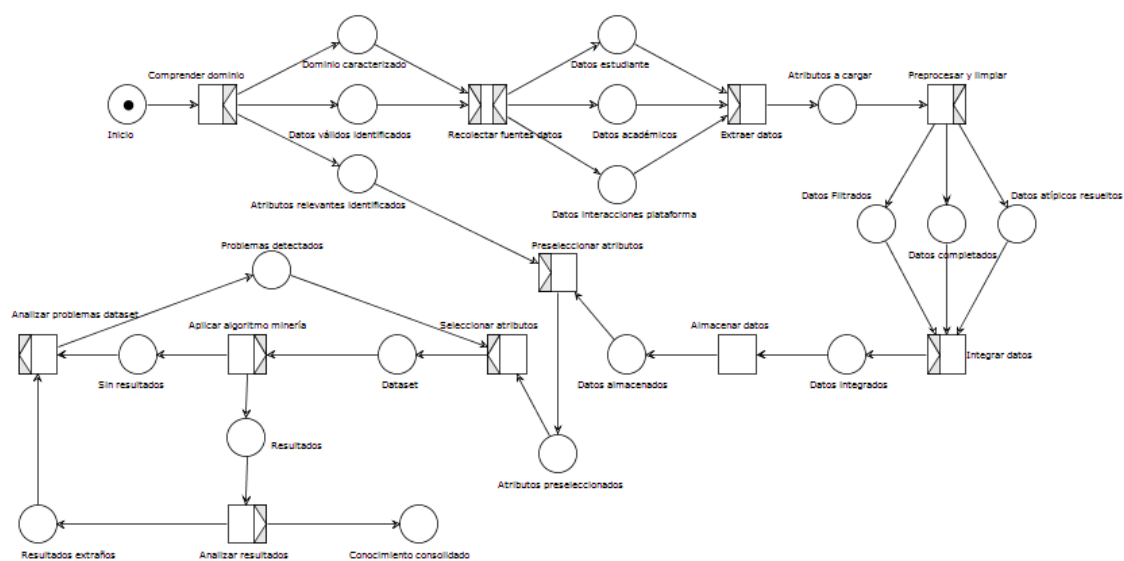 Dominio caracterizado
Datos estudiante
Comprender dominio
Atributos a cargar
Preprocesar y limpiar
Inicio
Datos válidos identificados
Recolectar fuentes datos
Datos académicos
Extraer datos
Atributos relevantes identificados
Datos interacciones plataforma
Datos Filtrados
Datos atípicos resueltos
Problemas detectados
Preseleccionar atributos
Datos completados
Analizar problemas dataset
Aplicar algoritmo minería
Seleccionar atributos
Almacenar datos
Integrar datos
Sin resultados
Dataset
Datos almacenados
Datos integrados
Resultados
Atributos preseleccionados
Resultados extraños
Analizar resultados
Conocimiento consolidado